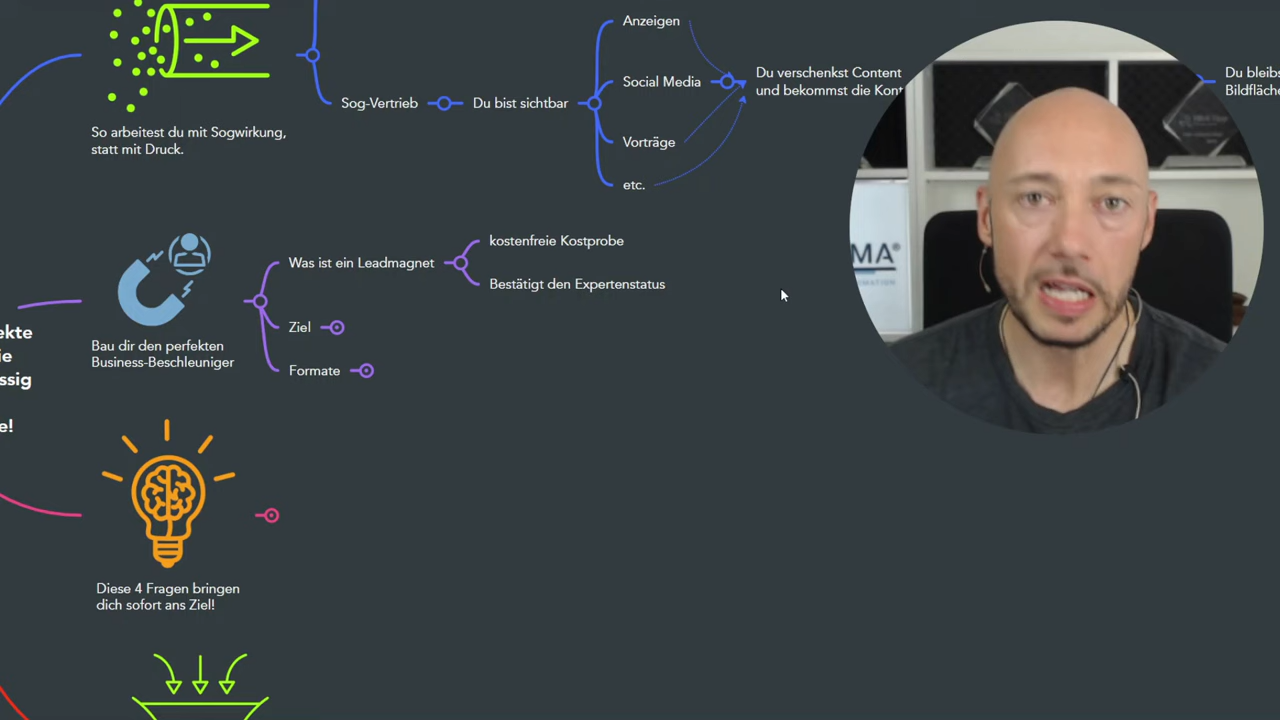 Anzeigen
Social Media
Du verschenkst Content
und bekommst die Kont
Du bleibs
Bildfläche
Sog-Vertrieb
Du bist sichtbar
Vorträge
etc.
So arbeitest du mit Sogwirkung,
statt mit Druck.
kostenfreie Kostprobe
Was ist ein Leadmagnet
Bestätigt den Expertenstatus
MA®
Ziel
ekte
ie
ssig
e!
Bau dir den perfekten
Business-Beschleuniger
Formate
Diese 4 Fragen bringen
dich sofort ans Ziel!